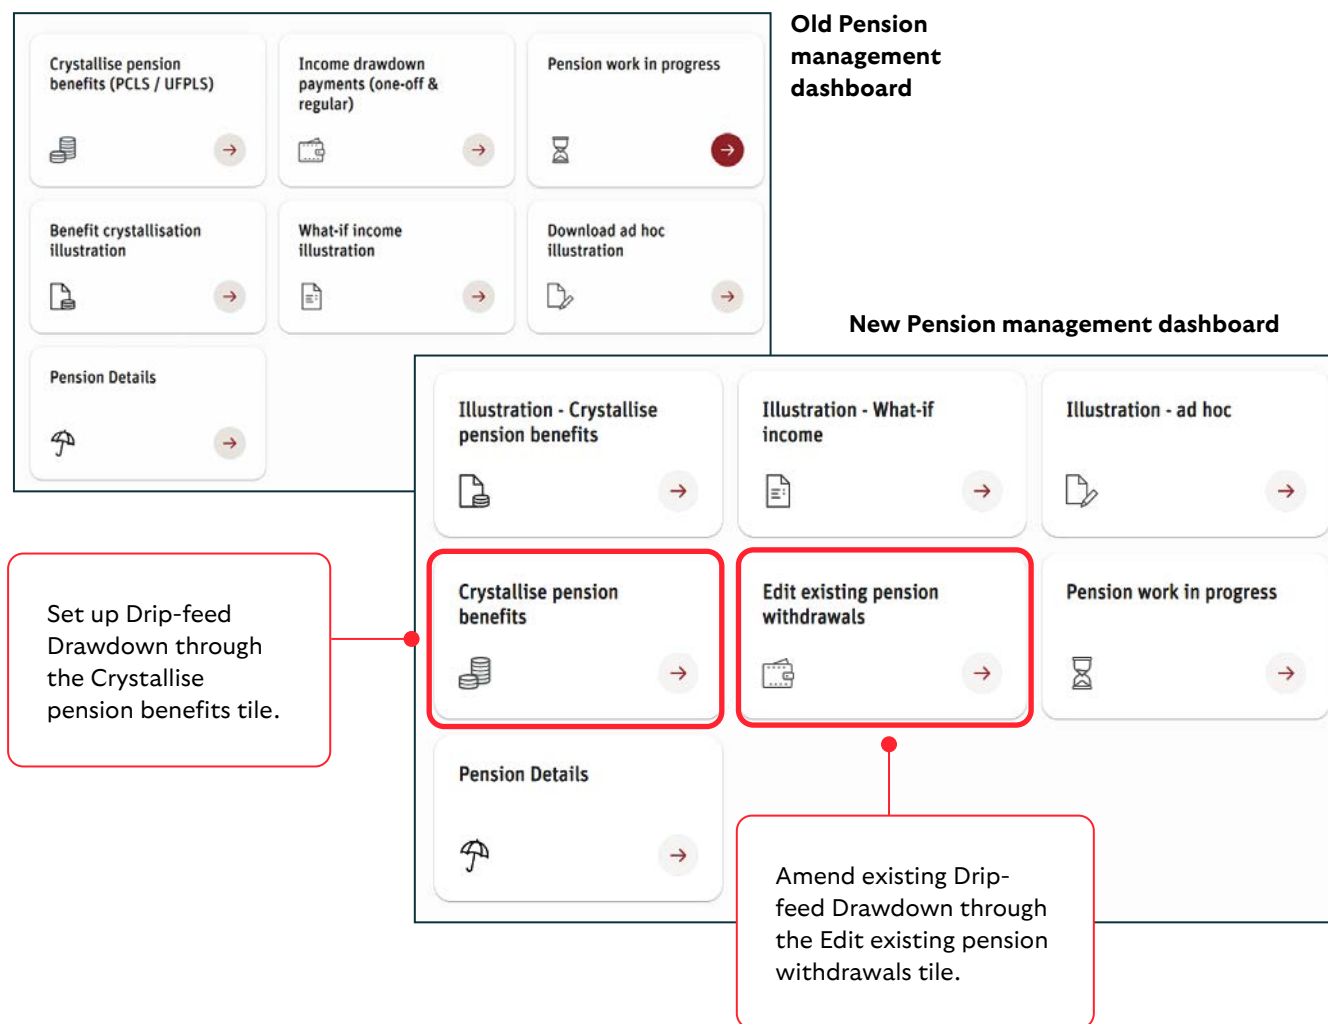 Old Pension
management
dashboard
Crystallise pension
benefits (PCLS / UFPLS)
Income drawdown
payments (one-off &
regular)
Pension work in progress
Benefit crystallisation
illustration
What-if income
illustration
Download ad hoc
illustration
Pension Details
New Pension management dashboard
Illustration - Crystallise
pension benefits
Illustration - What-if
income
Illustration - ad hoc
Crystallise pension
benefits
Edit existing pension
withdrawals
Pension work in progress
Pension Details
Set up Drip-feed
Drawdown through
the Crystallise
pension benefits tile.
Amend existing Drip-
feed Drawdown through
the Edit existing pension
withdrawals tile.